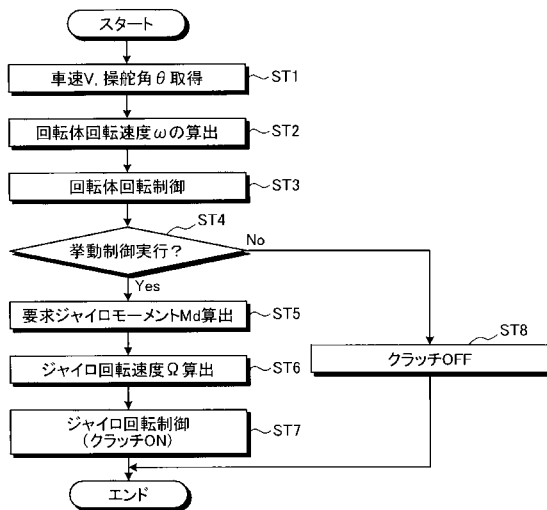 スタート
車速V, 操舵角θ取得
ST1
回転体回転速度ωの算出
ST2
回転体回転制御
ST3
ST4
挙動制御実行？
No
Yes
要求ジャイロモーメントMd算出
ST5
ST8
クラッチOFF
ジャイロ回転速度Ω算出
ST6
ジャイロ回転制御
(クラッチON)
ST7
エンド